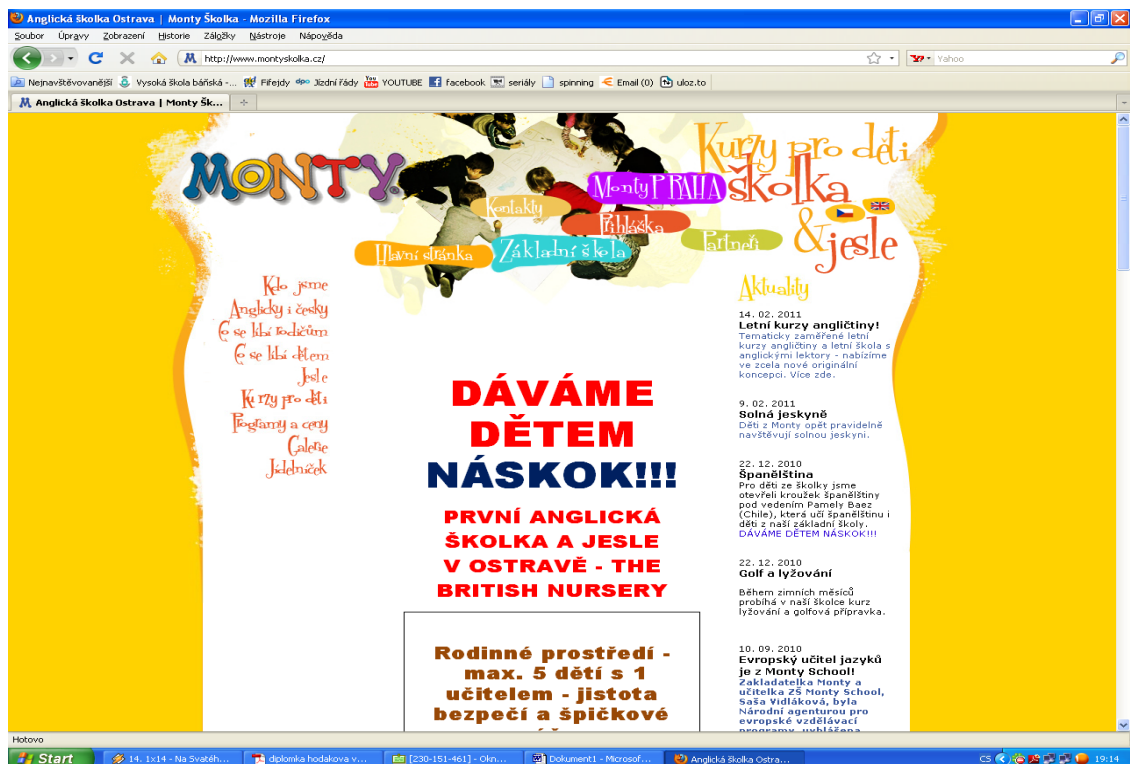 Anglická školka Ostrava | Monty Školka - Mozilla Firefox
Soubor Úpravy Zobrazení Historie Záložky Nástroje Nápověda
http://www.montyskolka.cz/
Yahoo
Nejnavštěvovanější Vysoká škola báňská -... Fifejdy dpo Jízdní řády YOUTUBE facebook seriály spinning Email (0) uloz.to
Anglická školka Ostrava | Monty Šk...
MONTY
Kurzy pro děti
školka
& jesle
Monty PRAHA
Kontakty
Přihláška
Partneři
Hlavní stránka
Základní škola
Kdo jsme
Anglicky i česky
Co se líbí rodičům
Co se líbí dětem
Jesle
Kurzy pro děti
Programy a ceny
Galerie
Jídelníček
DÁVÁME
DĚTEM
NÁSKOK!!!
PRVNÍ ANGLICKÁ
ŠKOLKA A JESLE
V OSTRAVĚ - THE
BRITISH NURSERY
Rodinné prostředí -
max. 5 dětí s 1
učitelem - jistota
bezpečí a špičkové
Aktuality
14. 02. 2011
Letní kurzy angličtiny!
Tematicky zaměřené letní
kurzy angličtiny a letní škola s
anglickými lektory - nabízíme
ve zcela nové originální
koncepci. Více zde.
9. 02. 2011
Solná jeskyně
Děti z Monty opět pravidelně
navštěvují solnou jeskyni.
22. 12. 2010
Španělština
Pro děti ze školky jsme
otevřeli kroužek španělštiny
pod vedením Pamely Baez
(Chile), která učí španělštinu i
děti z naší základní školy.
DÁVÁME DĚTEM NÁSKOK!!!
22. 12. 2010
Golf a lyžování
Během zimních měsíců
probíhá v naší školce kurz
lyžování a golfová přípravka.
10. 09. 2010
Evropský učitel jazyků
je z Monty School!
Zakladatelka Monty a
učitelka ZŠ Monty School,
Saša Vidláková, byla
Národní agenturou pro
evropské vzdělávací
programy, vyhlášena
Hotovo
Start 14. 1x14 - Na Svatéh... diplomka hodakova v... [230-151-461] - Okn... Dokument1 - Microsof... Anglická školka Ostra... CS 19:14